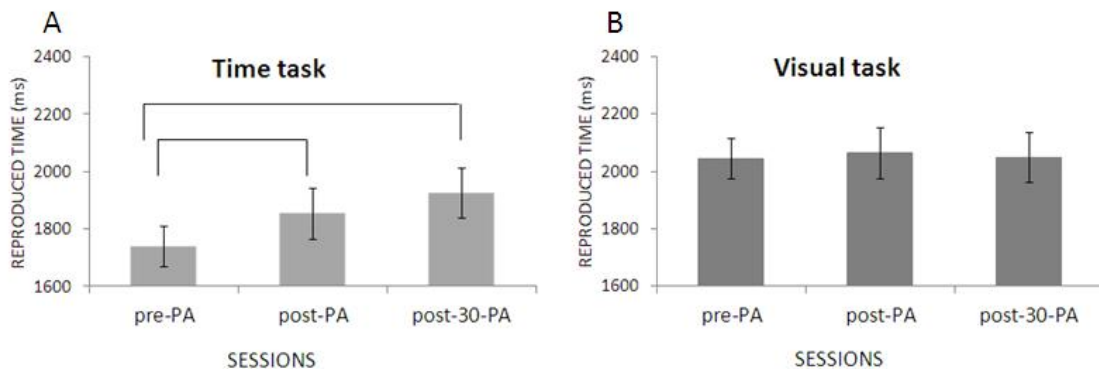 A
Time task
REPRODUCED TIME (ms)
2400
2200
2000
1800
1600
pre-PA post-PA post-30-PA
SESSIONS
B
Visual task
REPRODUCED TIME (ms)
2400
2200
2000
1800
1600
pre-PA post-PA post-30-PA
SESSIONS